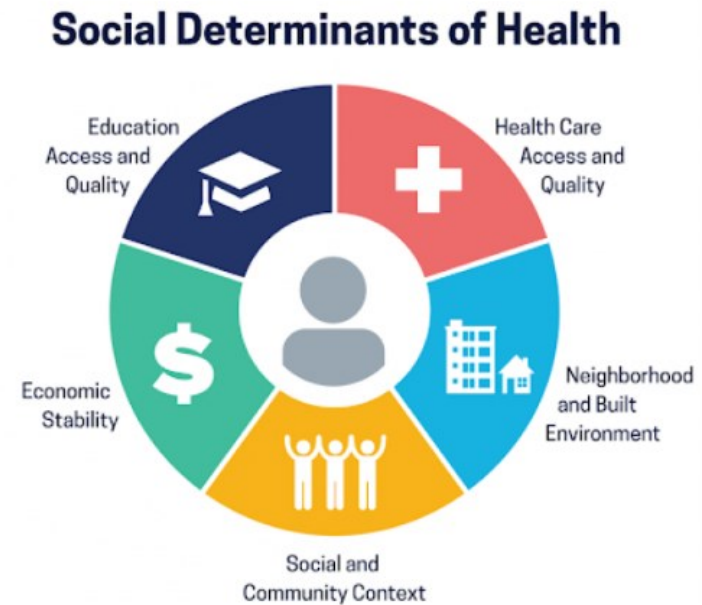 Social Determinants of Health
Education
Access and
Quality
Health Care
Access and
Quality
$
Economic
Stability
Neighborhood
and Built
Environment
Social and
Community Context